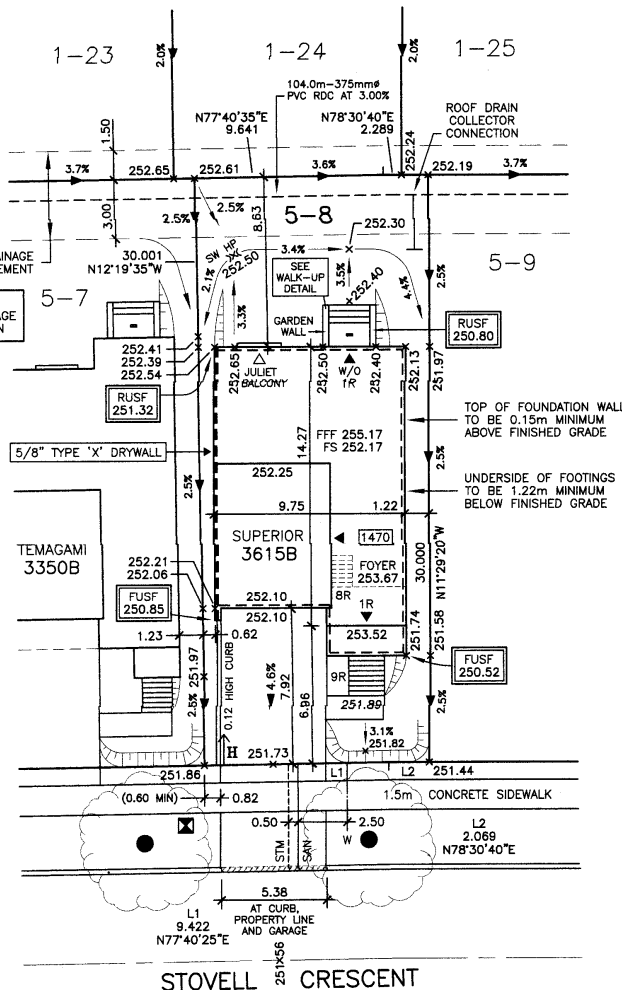 1-23
1-24
1-25
2.0%
2.0%
104.0m-375mmø
PVC RDC AT 3.00%
ROOF DRAIN
COLLECTOR
CONNECTION
N77°40'35"E
9.641
N78°30'40"E
2.289
1.50
252.24
3.7%
252.65
252.61
3.6%
252.19
3.7%
2.5%
2.5%
8.63
5-8
3.00
252.30
AINAGE
EMENT
30.001
N12°19'35"W
SW HP
252.50
3.4%
2.1%
3.5%
252.40
4.4%
2.5%
5-9
AGE
N
5-7
SEE
WALK-UP
DETAIL
3.3%
GARDEN
WALL
RUSF
250.80
252.41
252.39
252.54
252.65
JULIET
BALCONY
252.50
W/O
1R
252.40
252.13
251.97
RUSF
251.32
FFF 255.17
FS 252.17
14.27
TOP OF FOUNDATION WALL
TO BE 0.15m MINIMUM
ABOVE FINISHED GRADE
5/8" TYPE 'X' DRYWALL
2.5%
2.5%
252.25
UNDERSIDE OF FOOTINGS
TO BE 1.22m MINIMUM
BELOW FINISHED GRADE
9.75
1.22
TEMAGAMI
3350B
SUPERIOR
3615B
1470
FOYER
253.67
8R
30.000
N11°29'20"W
252.21
252.06
FUSF
250.85
252.10
252.10
1R
253.52
1.23
0.62
251.74
251.58
FUSF
250.52
251.97
2.5%
0.12 HIGH CURB
4.6%
7.92
6.96
9R
251.89
2.5%
3.1%
251.82
H
251.73
251.86
L1
L2
251.44
(0.60 MIN)
0.82
1.5m CONCRETE SIDEWALK
0.50
2.50
W
STM
SAN
L2
2.069
N78°30'40"E
5.38
AT CURB,
PROPERTY LINE
AND GARAGE
L1
9.422
N77°40'25"E
251.56
STOVELL CRESCENT